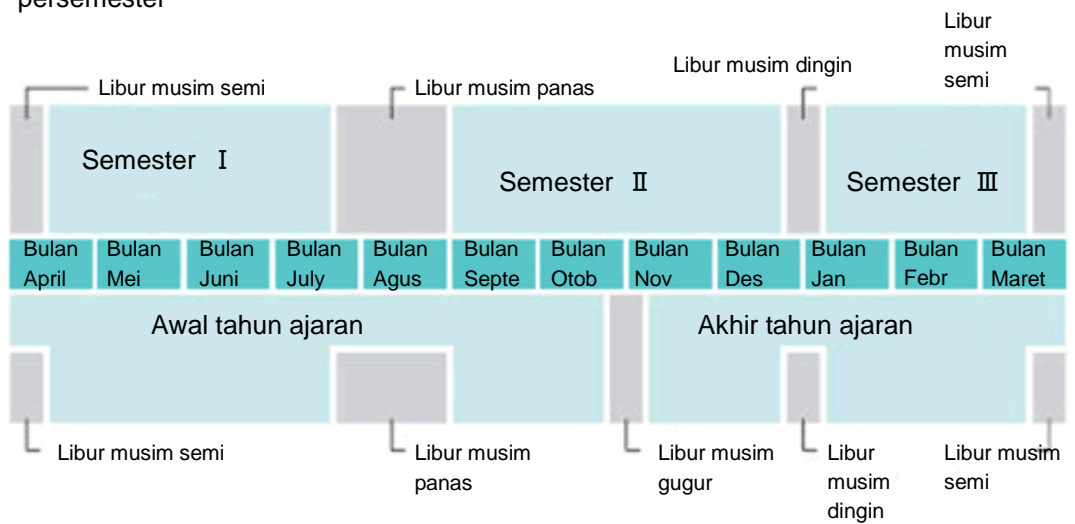 persemester
Libur
musim
semi
Libur musim semi
Libur musim panas
Libur musim dingin
Semester Ⅰ
Semester Ⅱ
Semester Ⅲ
Bulan
April
Bulan
Mei
Bulan
Juni
Bulan
July
Bulan
Agus
Bulan
Septe
Bulan
Otob
Bulan
Nov
Bulan
Des
Bulan
Jan
Bulan
Febr
Bulan
Maret
Awal tahun ajaran
Akhir tahun ajaran
Libur musim semi
Libur musim
panas
Libur musim
gugur
Libur
musim
dingin
Libur musim
semi